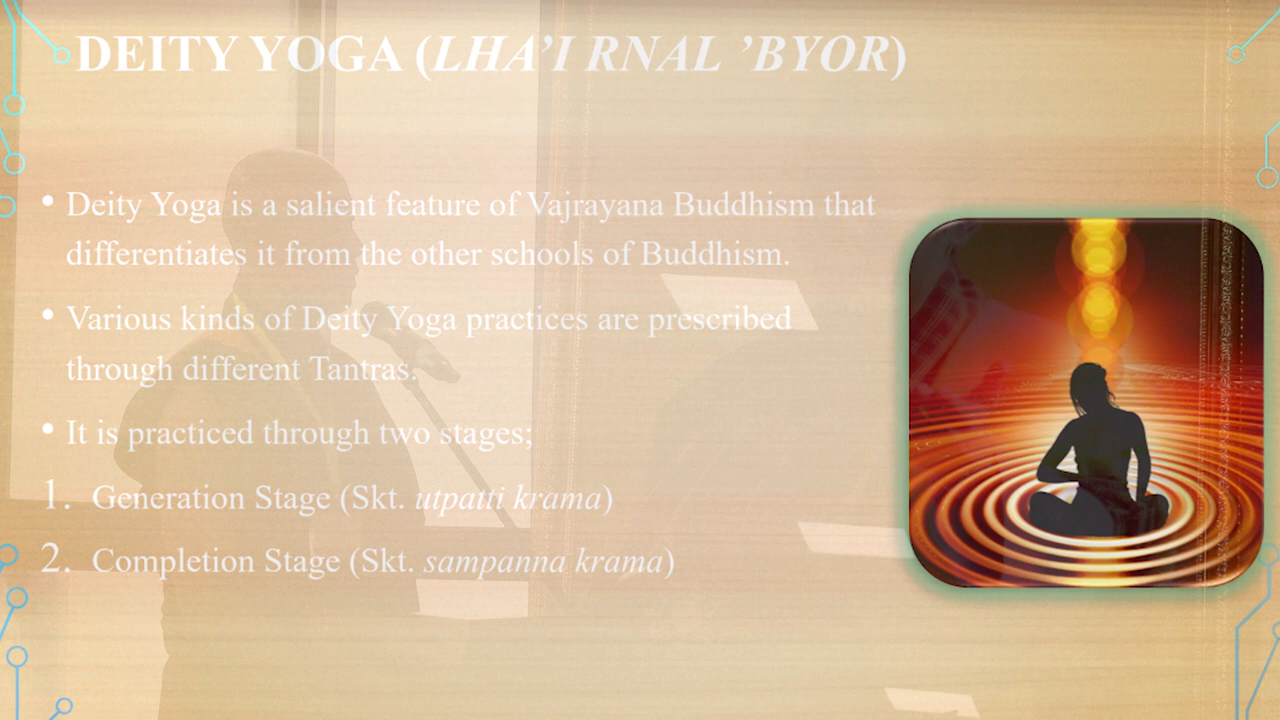 DEITY YOGA (LHA’I RNAL ’BYOR)
• Deity Yoga is a salient feature of Vajrayana Buddhism that
differentiates it from the other schools of Buddhism.
• Various kinds of Deity Yoga practices are prescribed
through different Tantras.
• It is practiced through two stages;
1. Generation Stage (Skt. utpatti krama)
2. Completion Stage (Skt. sampanna krama)